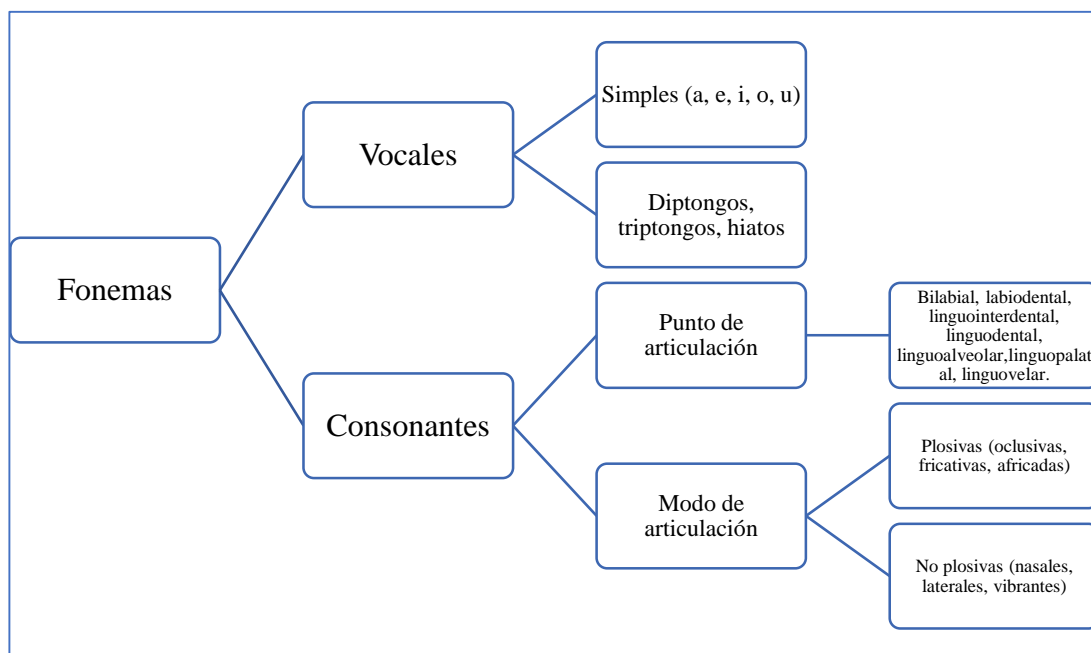 Fonemas
Vocales
Simples (a, e, i, o, u)
Diptongos,
triptongos, hiatos
Consonantes
Punto de
articulación
Bilabial, labiodental,
linguointerdental,
linguodental,
linguoalveolar,linguopalat
al, linguovelar.
Modo de
articulación
Plosivas (oclusivas,
fricativas, africadas)
No plosivas (nasales,
laterales, vibrantes)